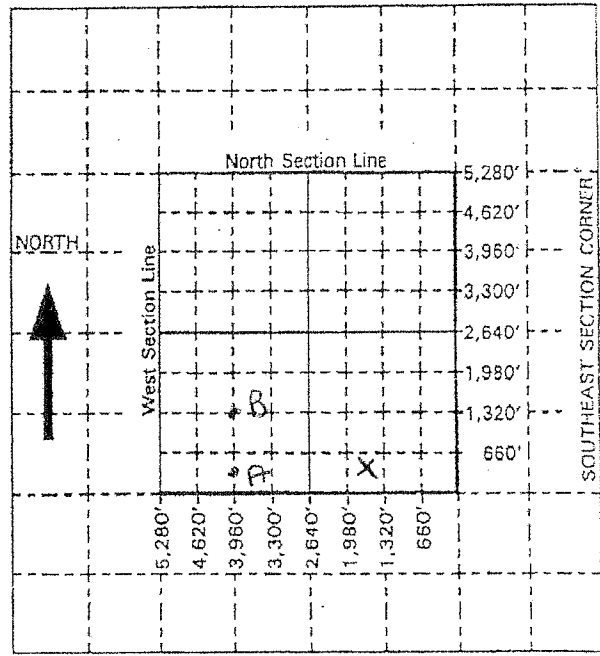 North Section Line
5,280'
4,620'
3,960'
3,300'
2,640'
1,980'
1,320'
660'
NORTH
West Section Line
SOUTHEAST SECTION CORNER
B
A
X
5,280'
4,620'
3,960'
3,300'
2,640'
1,980'
1,320'
660'